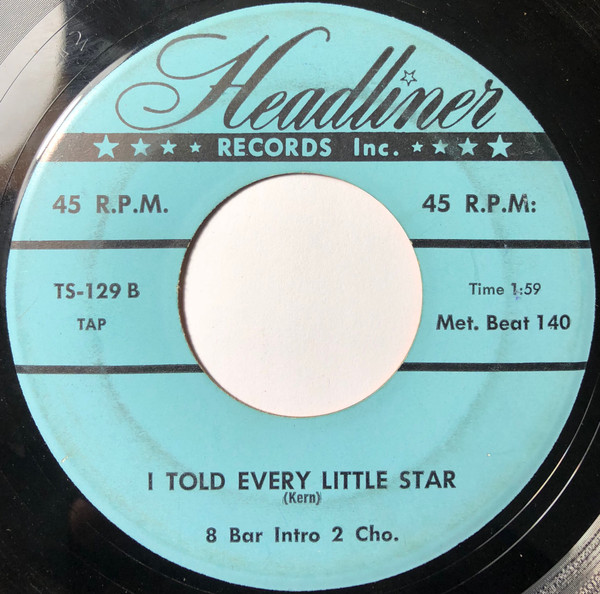 Headliner
RECORDS Inc.
45 R.P.M. 45 R.P.M:
TS-129 B Time 1:59
TAP Met. Beat 140
I TOLD EVERY LITTLE STAR
(Kern)
8 Bar Intro 2 Cho.